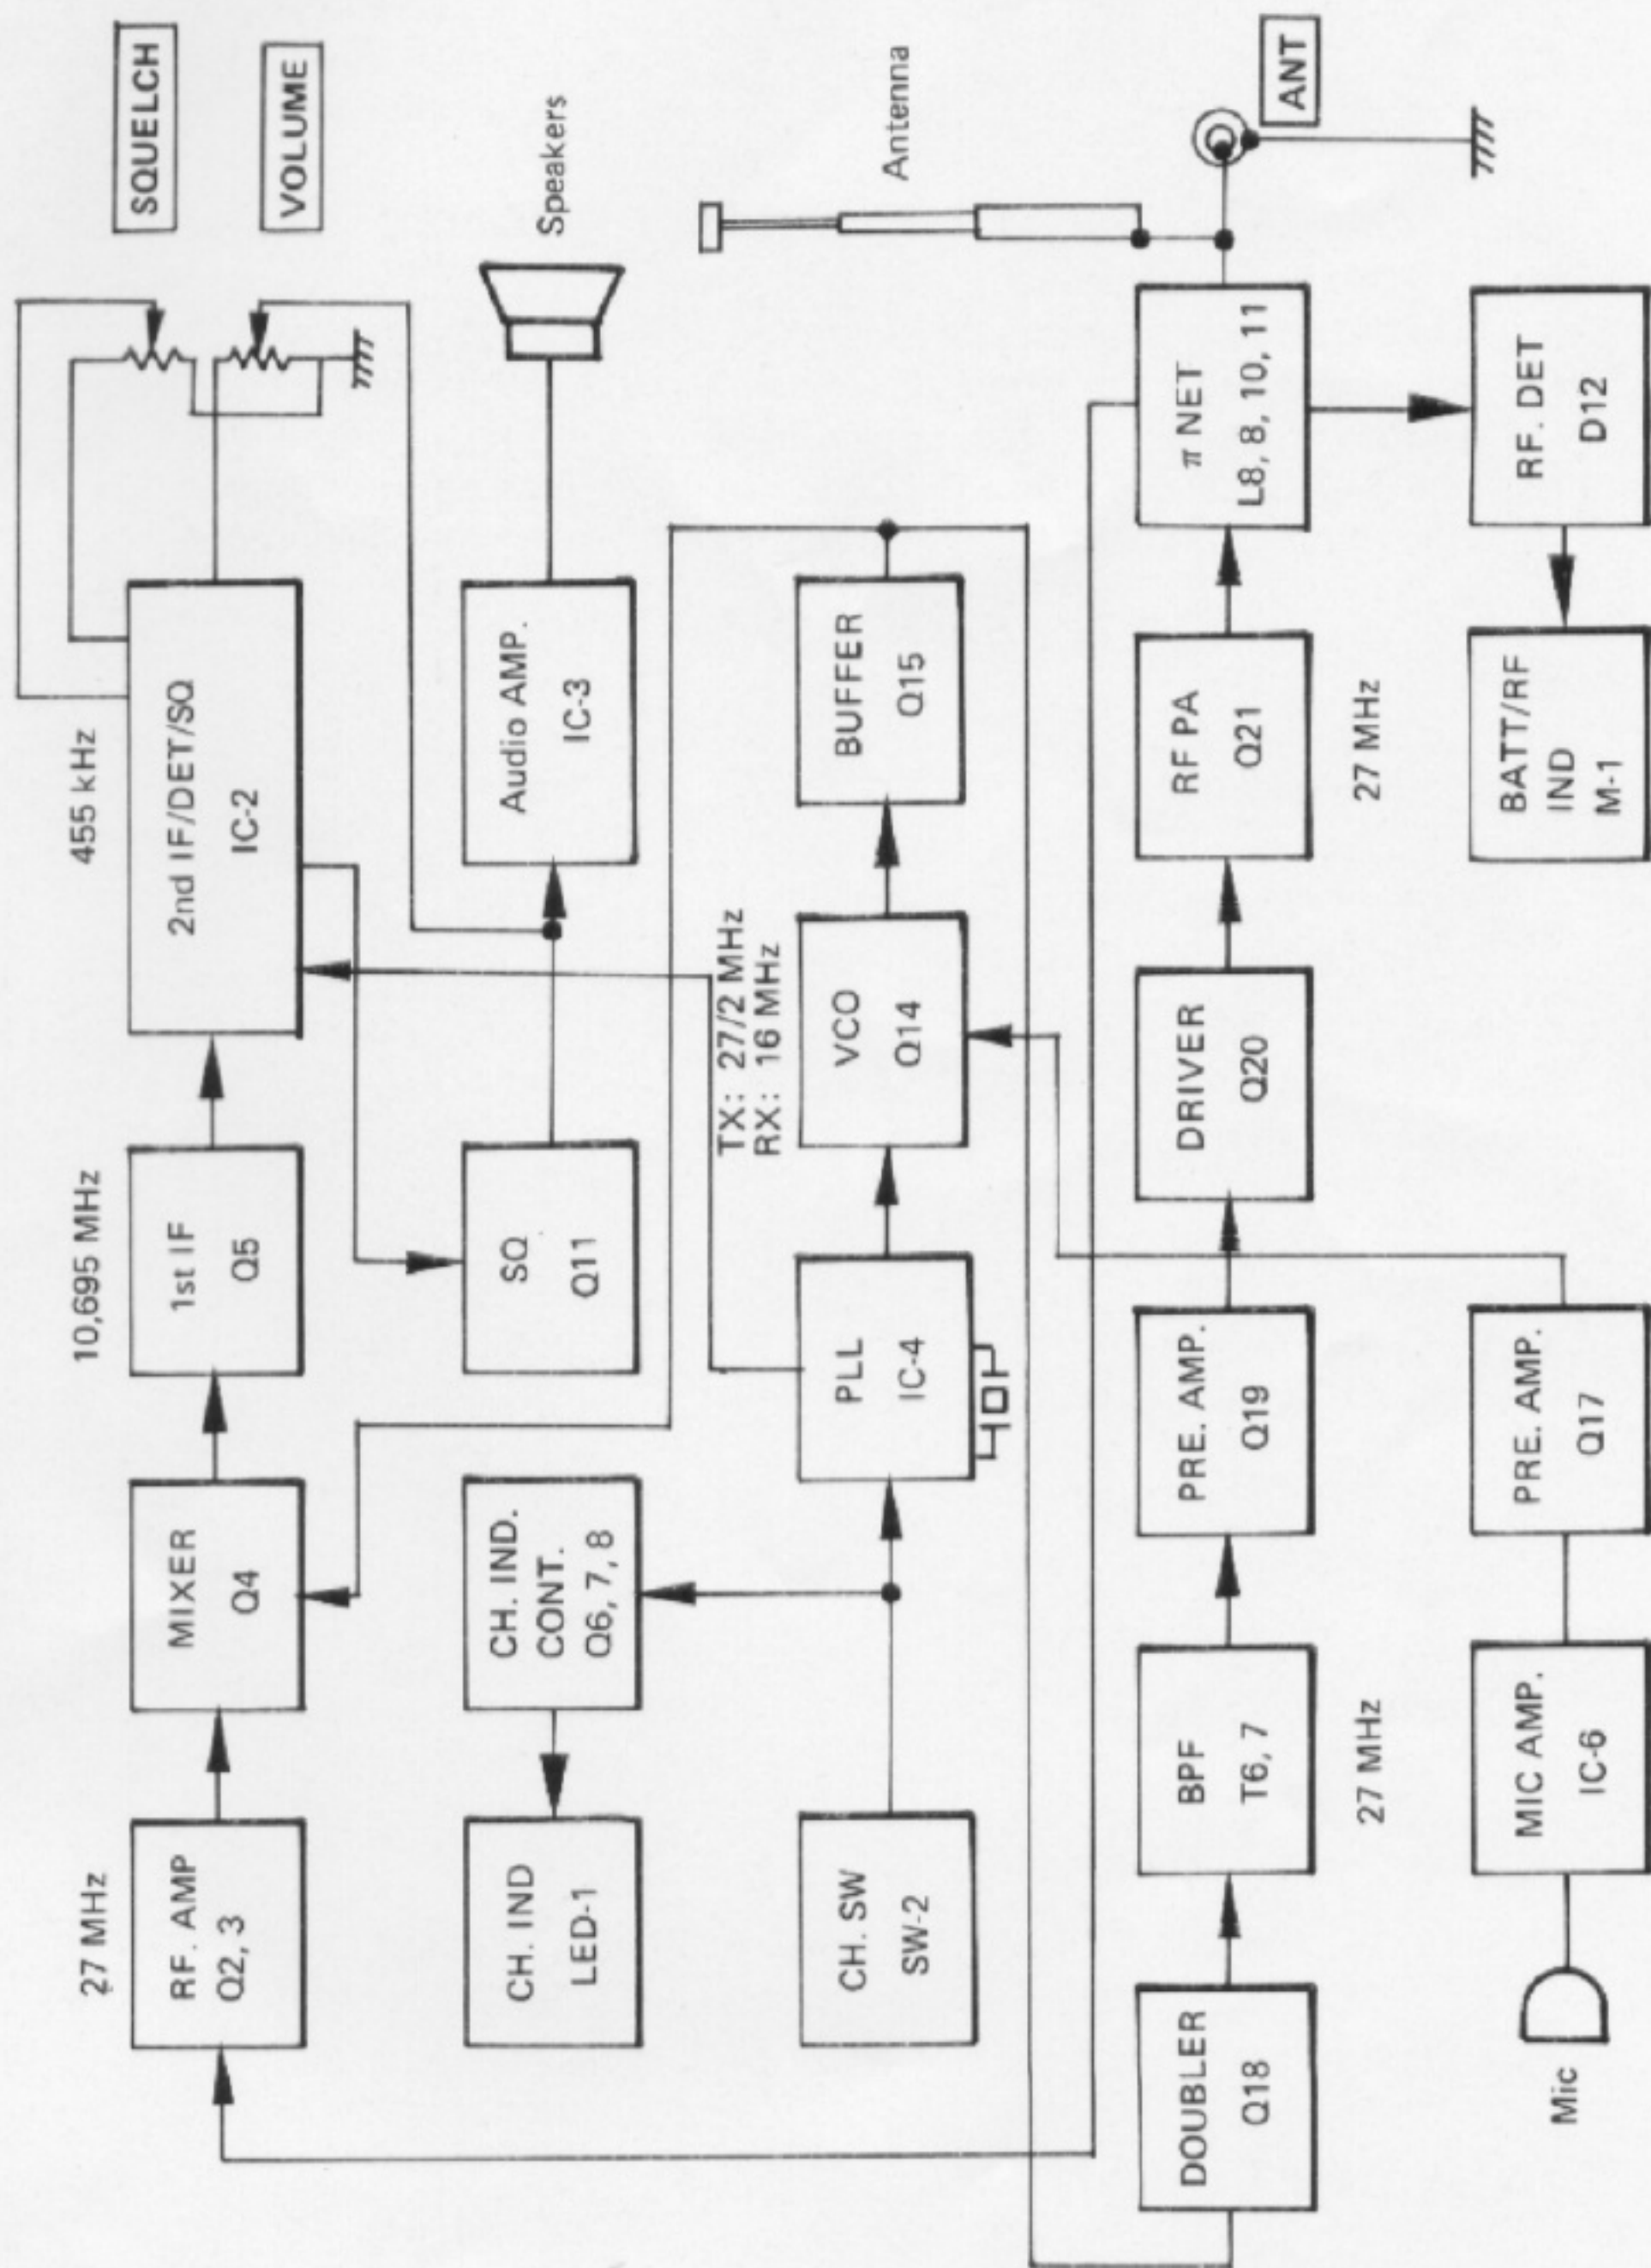 27 MHz
RF. AMP
Q2, 3
MIXER
Q4
10,695 MHz
1st IF
Q5
455 kHz
2nd IF/DET/SQ
IC-2
SQUELCH
VOLUME
CH. IND
LED-1
CH. IND.
CONT.
Q6, 7, 8
SQ
Q11
Audio AMP.
IC-3
Speakers
CH. SW
SW-2
PLL
IC-4
TX: 27/2 MHz
RX: 16 MHz
VCO
Q14
BUFFER
Q15
Antenna
DOUBLER
Q18
BPF
T6, 7
27 MHz
PRE. AMP.
Q19
DRIVER
Q20
RF PA
Q21
27 MHz
π NET
L8, 8, 10, 11
ANT
Mic
MIC AMP.
IC-6
PRE. AMP.
Q17
BATT/RF
IND
M-1
RF. DET
D12